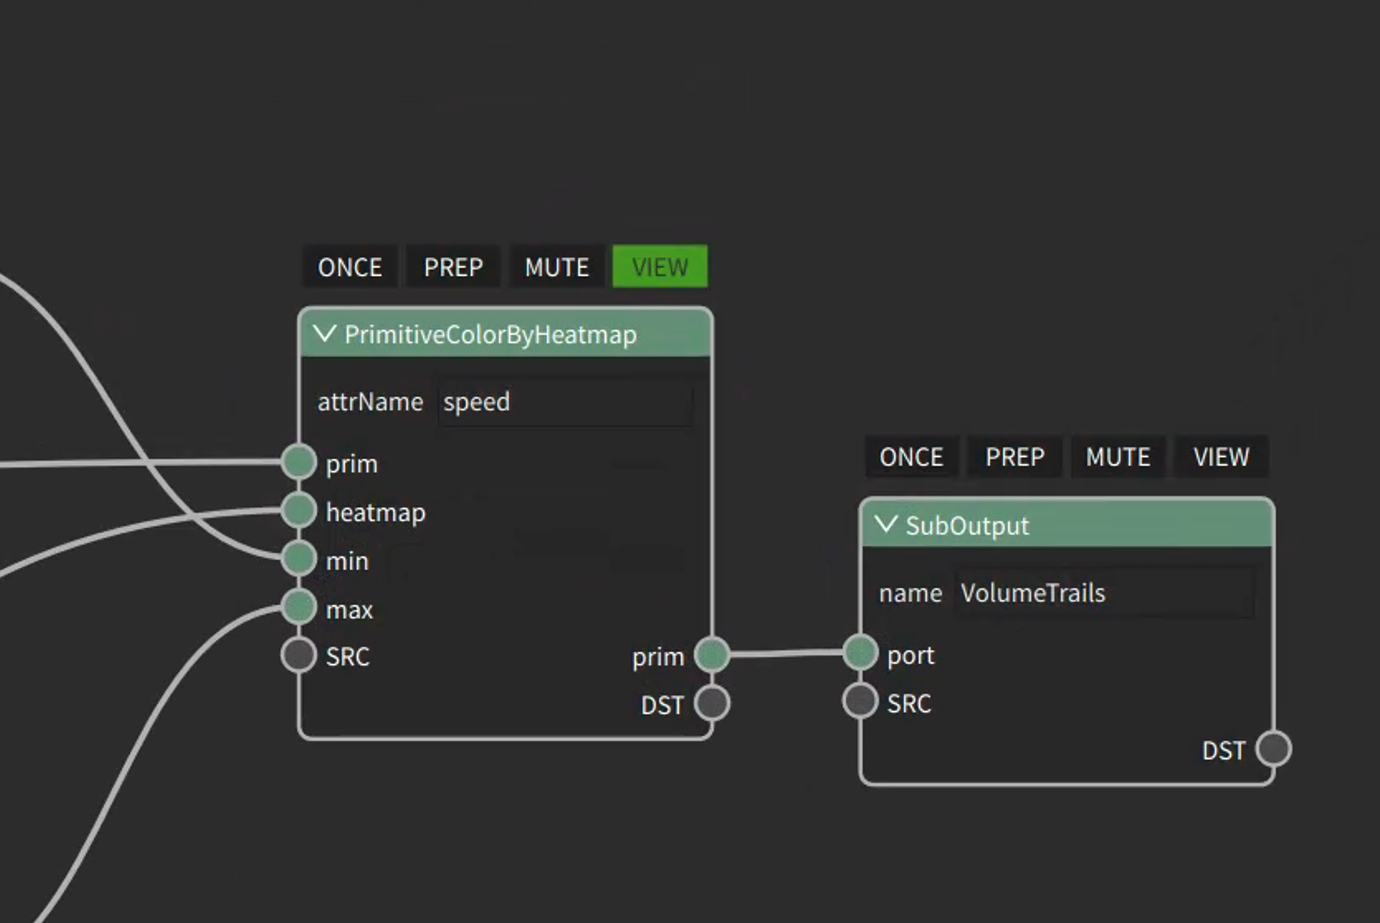 ONCE PREP MUTE VIEW
PrimitiveColorByHeatmap
attrName speed
prim
heatmap
min
max
SRC
prim
DST
ONCE PREP MUTE VIEW
SubOutput
name VolumeTrails
port
SRC
DST